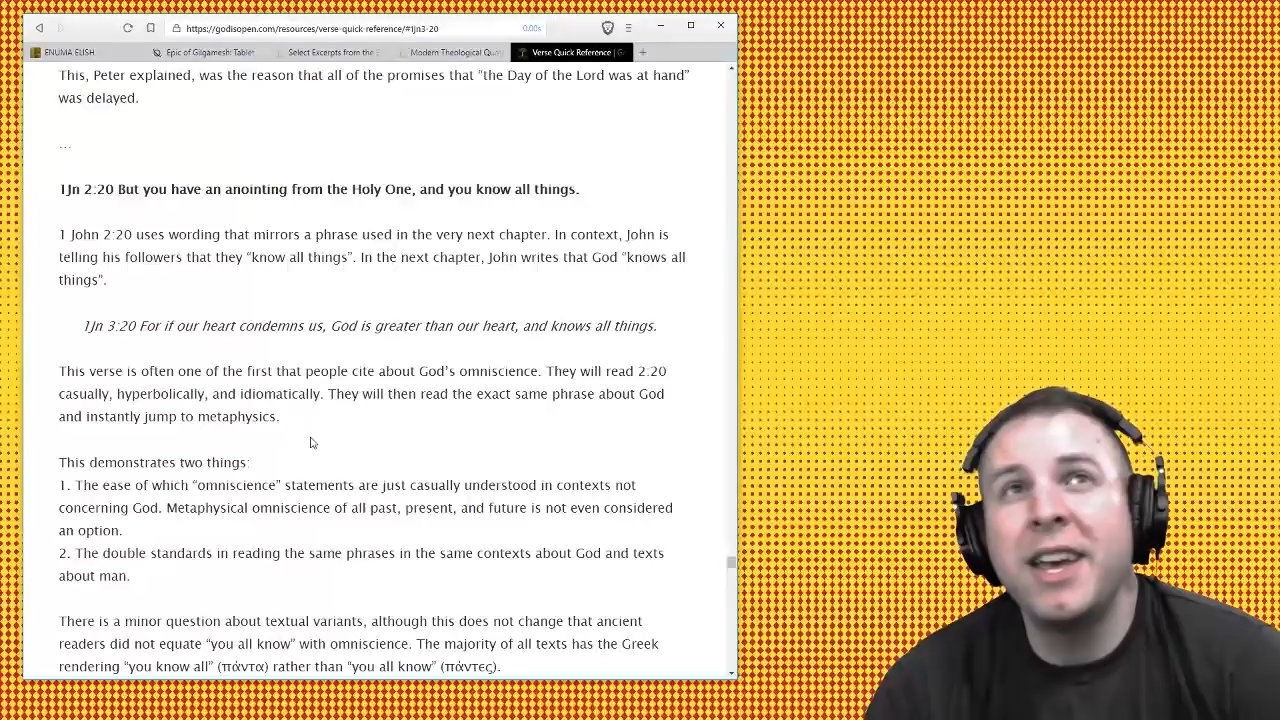 https://godisopen.com/resources/verse-quick-reference/#1jn3-20
0.00s
ENUMA ELISH
Epic of Gilgamesh: Tablet
Select Excerpts from the E
Modern Theological Quo
Verse Quick Reference | G
This, Peter explained, was the reason that all of the promises that “the Day of the Lord was at hand”
was delayed.
…
1Jn 2:20 But you have an anointing from the Holy One, and you know all things.
1 John 2:20 uses wording that mirrors a phrase used in the very next chapter. In context, John is
telling his followers that they “know all things”. In the next chapter, John writes that God “knows all
things”.
1Jn 3:20 For if our heart condemns us, God is greater than our heart, and knows all things.
This verse is often one of the first that people cite about God’s omniscience. They will read 2:20
casually, hyperbolically, and idiomatically. They will then read the exact same phrase about God
and instantly jump to metaphysics.
This demonstrates two things:
1. The ease of which “omniscience” statements are just casually understood in contexts not
concerning God. Metaphysical omniscience of all past, present, and future is not even considered
an option.
2. The double standards in reading the same phrases in the same contexts about God and texts
about man.
There is a minor question about textual variants, although this does not change that ancient
readers did not equate “you all know” with omniscience. The majority of all texts has the Greek
rendering “you know all” (πάντα) rather than “you all know” (πάντες).